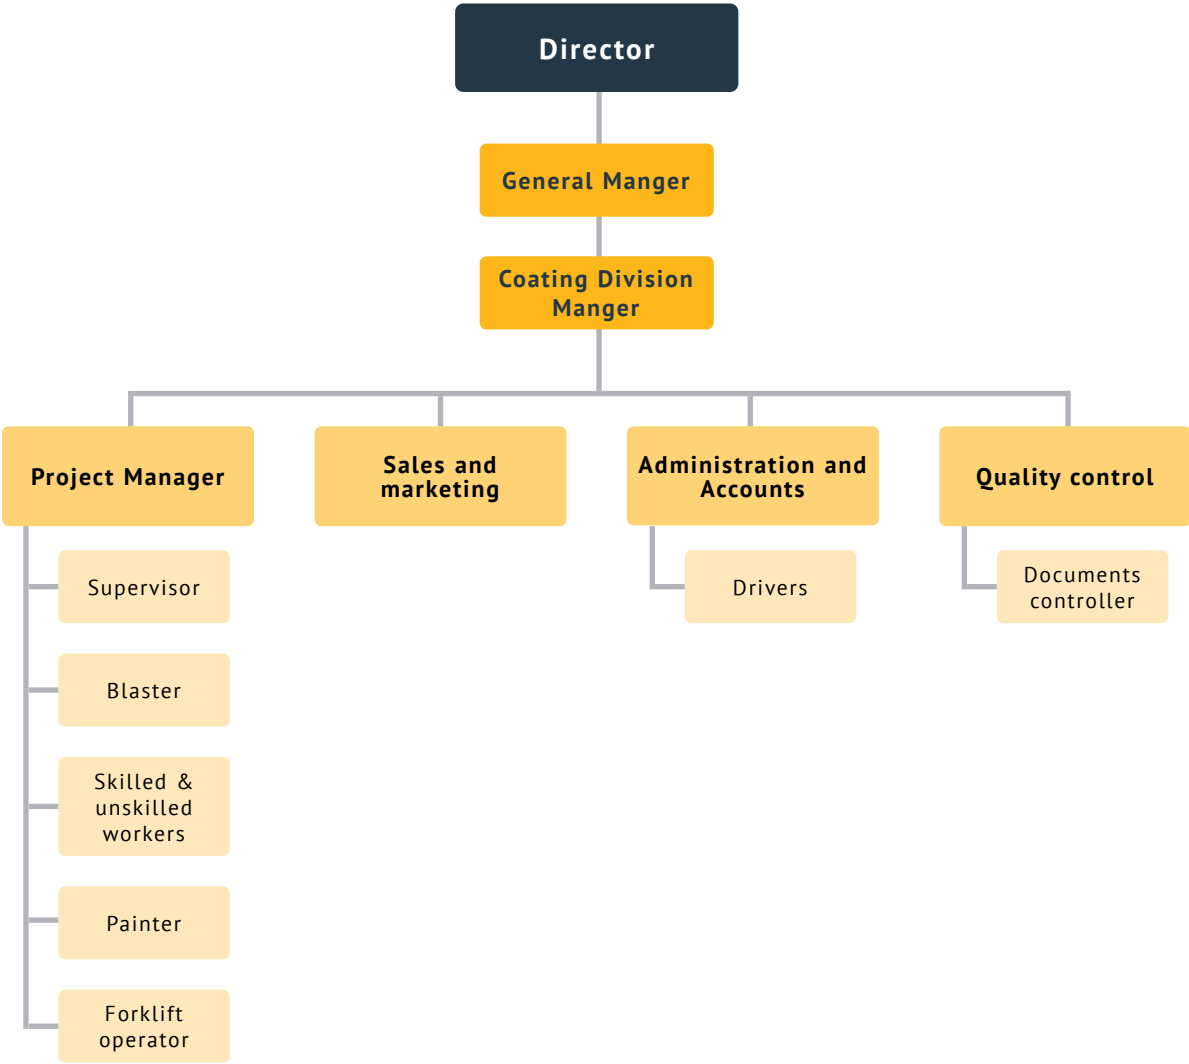 Director
General Manger
Coating Division
Manger
Project Manager
Sales and
marketing
Administration and
Accounts
Quality control
Supervisor
Blaster
Skilled &
unskilled
workers
Painter
Forklift
operator
Drivers
Documents
controller